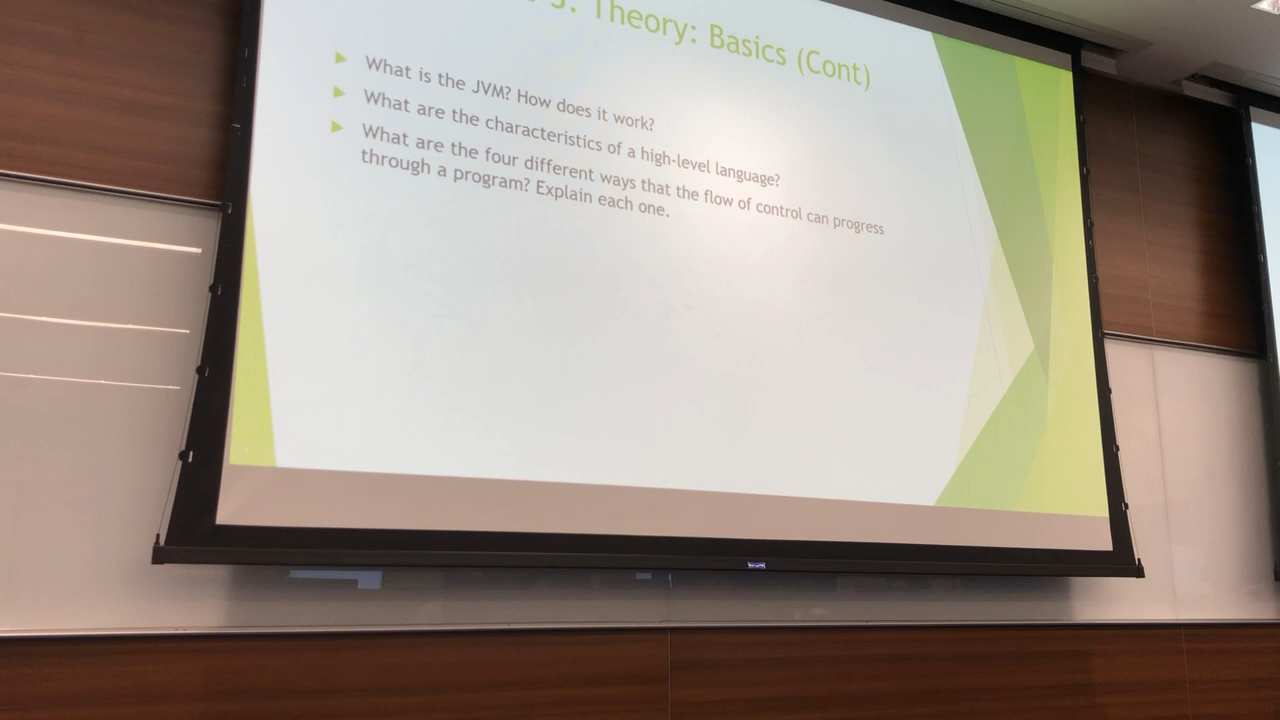 Theory: Basics (Cont)
What is the JVM? How does it work?
What are the characteristics of a high-level language?
What are the four different ways that the flow of control can progress
through a program? Explain each one.